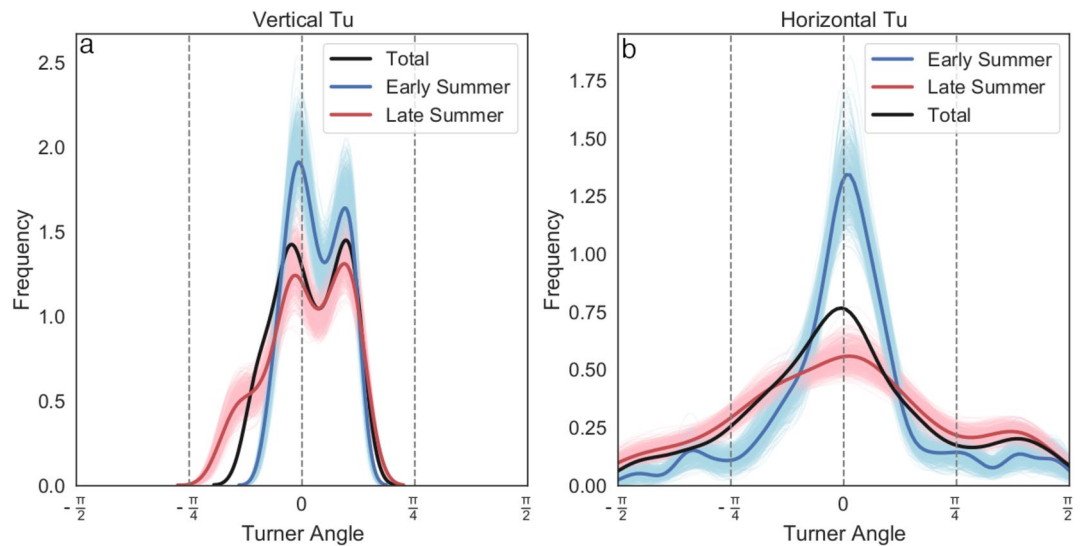 Vertical Tu
a
Total
Early Summer
Late Summer
2.5
2.0
1.5
1.0
0.5
0.0
Frequency
-π/2
-π/4
0
π/4
π/2
Turner Angle
Horizontal Tu
b
Early Summer
Late Summer
Total
1.75
1.50
1.25
1.00
0.75
0.50
0.25
0.00
Frequency
-π/2
-π/4
0
π/4
π/2
Turner Angle